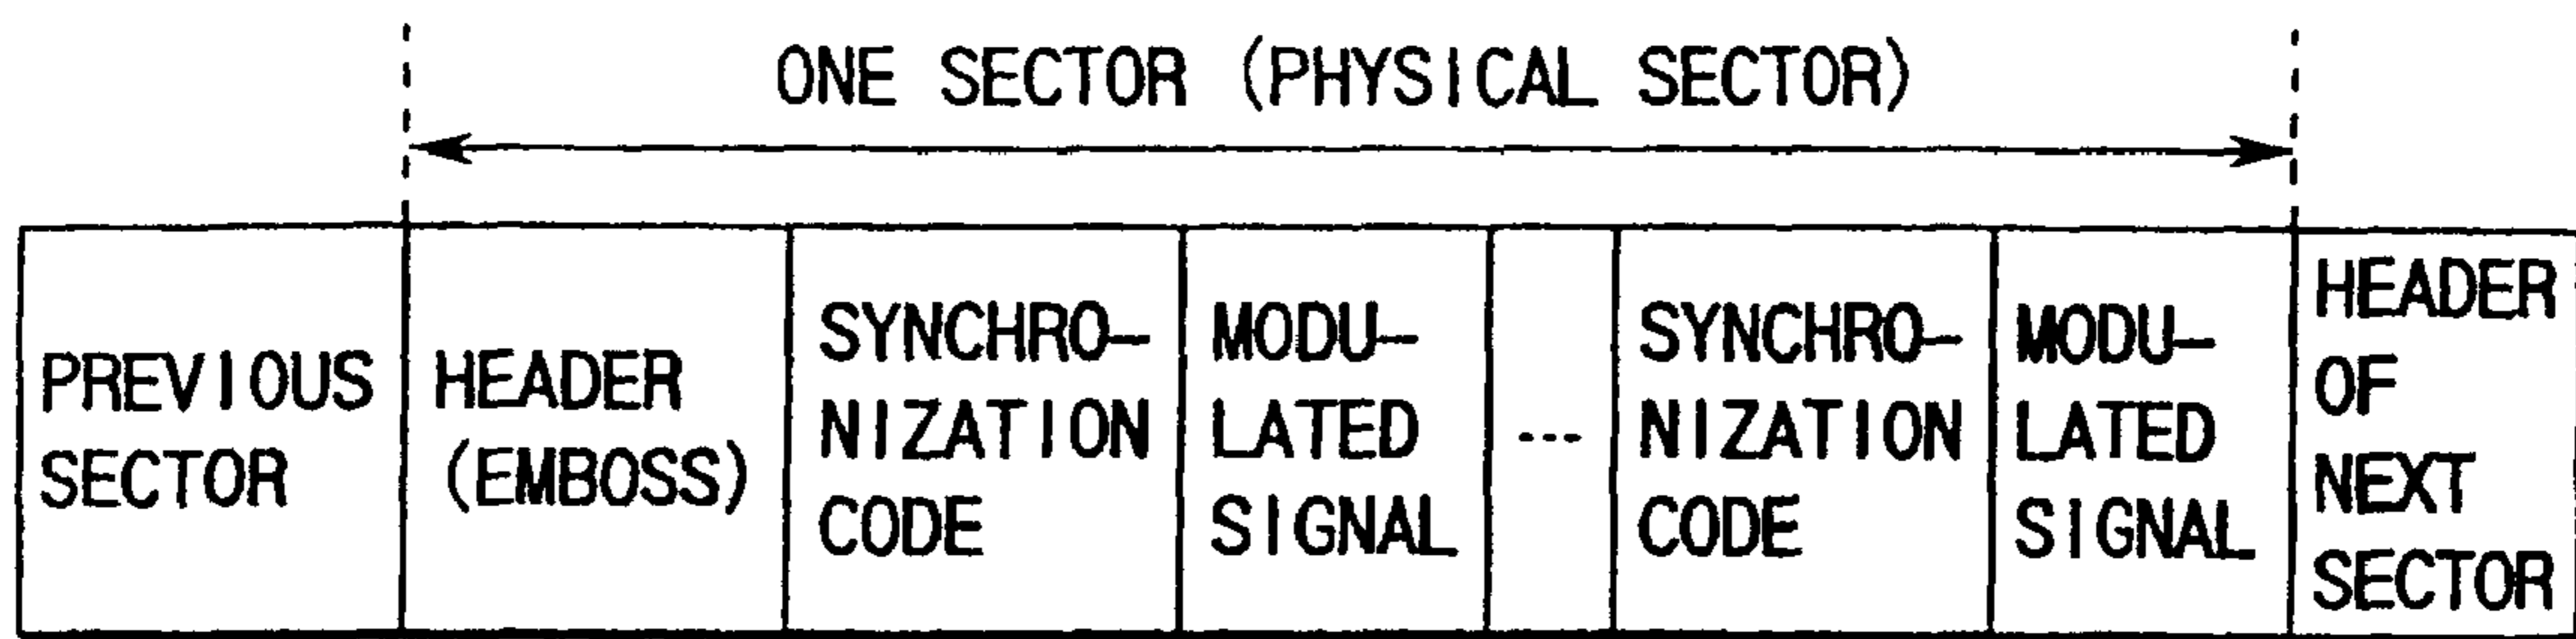 ONE SECTOR (PHYSICAL SECTOR)
PREVIOUS
SECTOR
HEADER
(EMBOSS)
SYNCHRO-
NIZATION
CODE
MODU-
LATED
SIGNAL
---
SYNCHRO-
NIZATION
CODE
MODU-
LATED
SIGNAL
HEADER
OF
NEXT
SECTOR